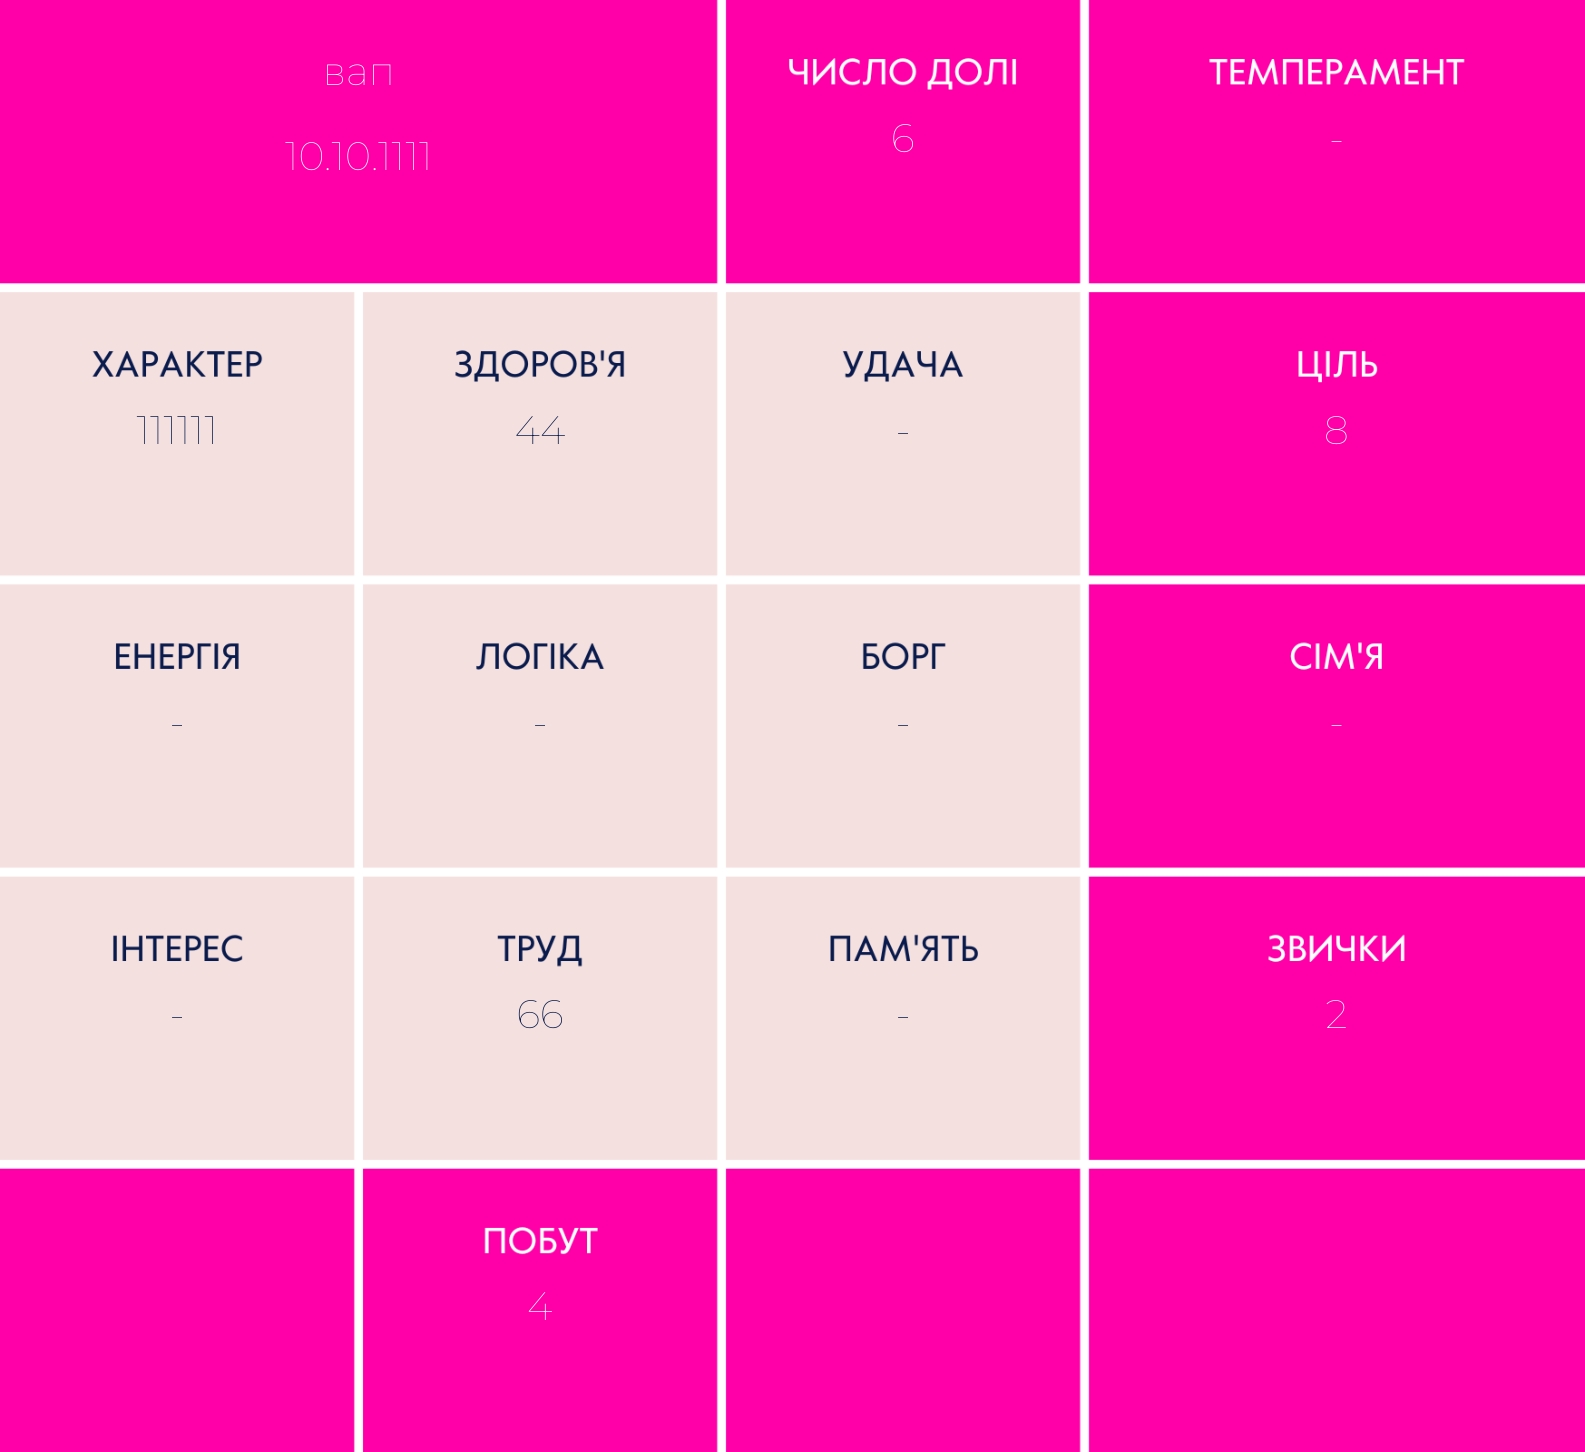 вап
10.10.1111
ЧИСЛО ДОЛІ
6
ТЕМПЕРАМЕНТ
-
ХАРАКТЕР
111111
ЗДОРОВ'Я
44
УДАЧА
-
ЦІЛЬ
8
ЕНЕРГІЯ
-
ЛОГІКА
-
БОРГ
-
СІМ'Я
-
ІНТЕРЕС
-
ТРУД
66
ПАМ'ЯТЬ
-
ЗВИЧКИ
2
ПОБУТ
4